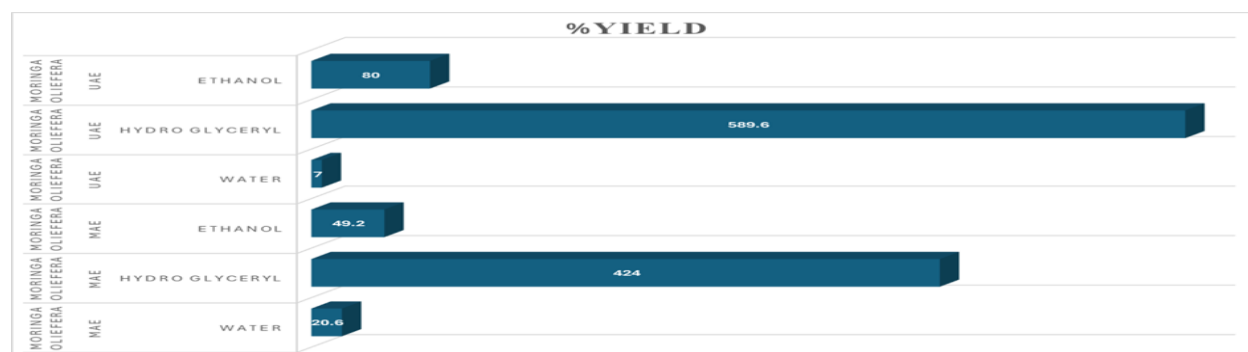 %YIELD
MORINGA OLIEFERA UAE ETHANOL 80
MORINGA OLIEFERA UAE HYDRO GLYCERYL 589.6
MORINGA OLIEFERA UAE WATER 7
MORINGA OLIEFERA MAE ETHANOL 49.2
MORINGA OLIEFERA MAE HYDRO GLYCERYL 424
MORINGA OLIEFERA MAE WATER 20.6